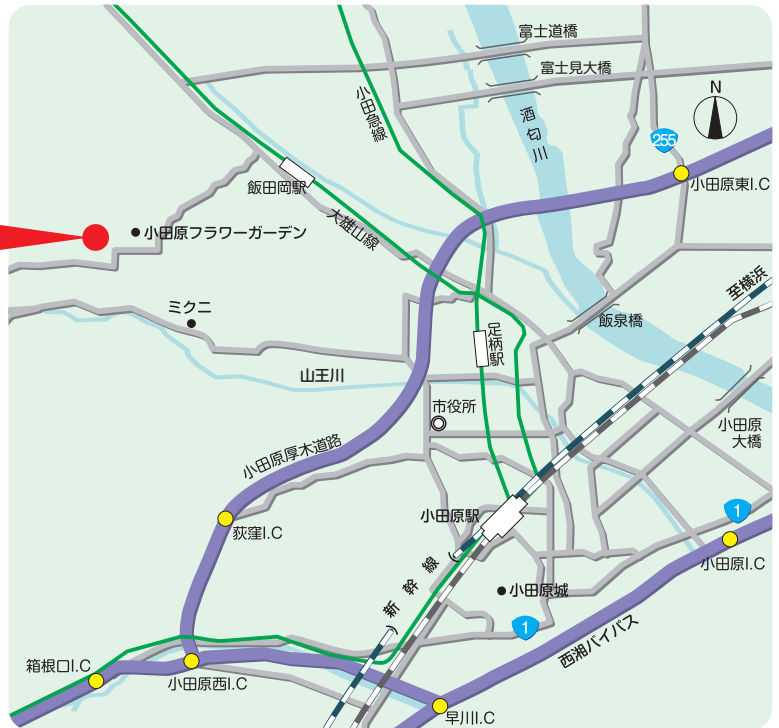 富士道橋
富士見大橋
小田急線
酒匂川
N
255
小田原東I.C
飯田岡駅
大雄山線
小田原フラワーガーデン
至横浜
ミクニ
飯泉橋
足柄駅
山王川
市役所
小田原
大橋
小田原厚木道路
小田原駅
1
荻窪I.C
新幹線
小田原I.C
小田原城
1
西湘バイパス
箱根口I.C
小田原西I.C
早川I.C